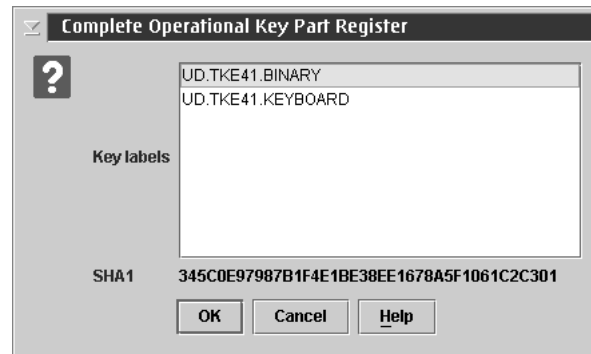 Complete Operational Key Part Register
?
UD.TKE41.BINARY
UD.TKE41.KEYBOARD
Key labels
SHA1 345C0E97987B1F4E1BE38EE1678A5F1061C2C301
OK Cancel Help